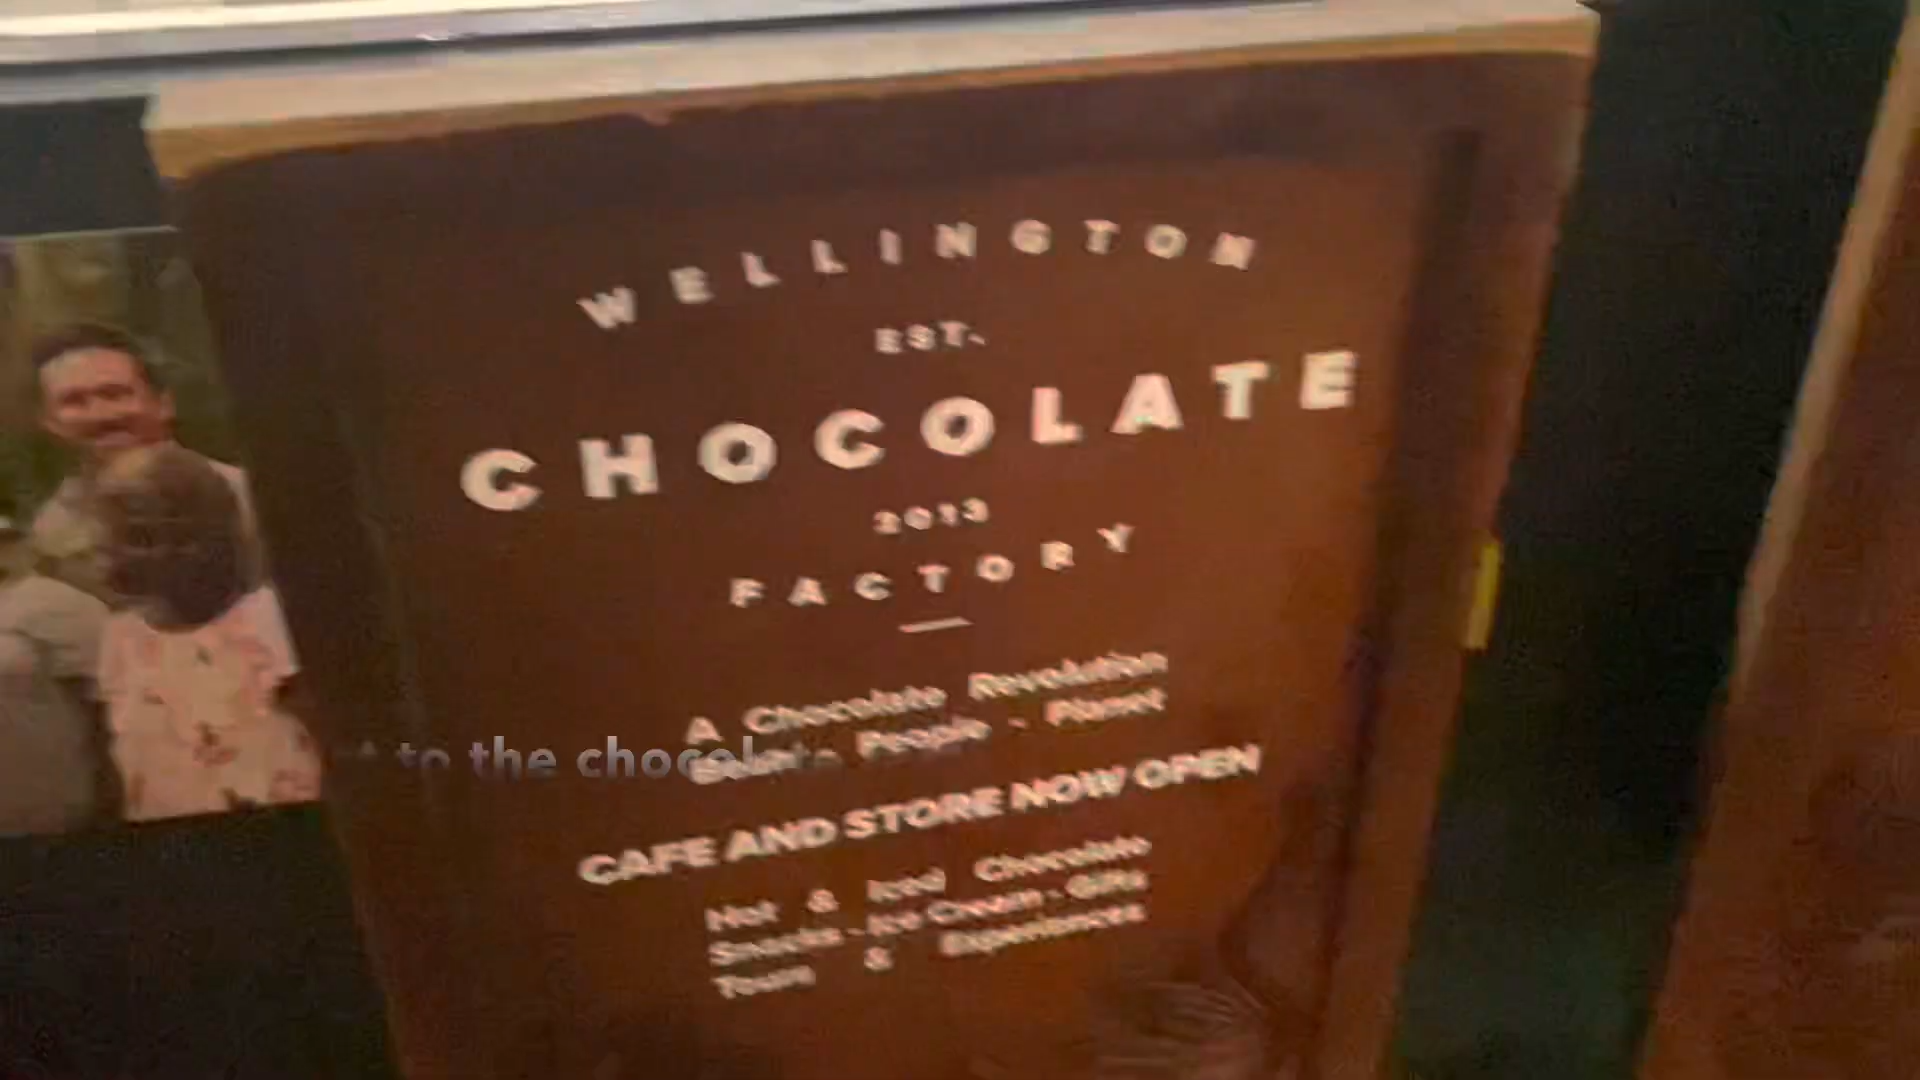 WELLINGTON
EST.
CHOCOLATE
2013
FACTORY
A Chocolate Revolution
People - Planet
to the chocolate
CAFE AND STORE NOW OPEN
Hot & Iced Chocolate
Snacks - Ice Cream - Gifts
Tours & Experiences